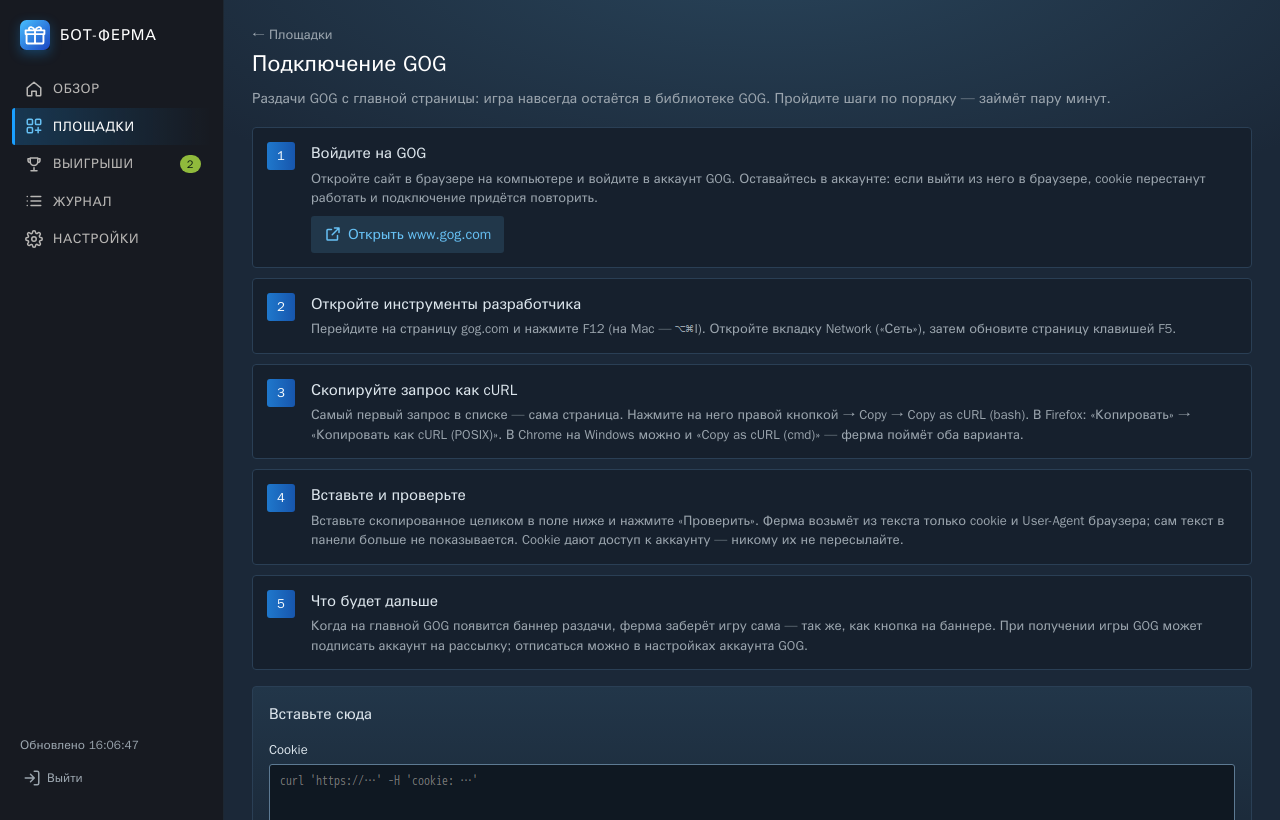 БОТ-ФЕРМА
ОБЗОР
ПЛОЩАДКИ
ВЫИГРЫШИ 2
ЖУРНАЛ
НАСТРОЙКИ
Обновлено 16:06:47
Выйти
← Площадки
Подключение GOG
Раздачи GOG с главной страницы: игра навсегда остаётся в библиотеке GOG. Пройдите шаги по порядку — займёт пару минут.
1 Войдите на GOG
Откройте сайт в браузере на компьютере и войдите в аккаунт GOG. Оставайтесь в аккаунте: если выйти из него в браузере, cookie перестанут
работать и подключение придётся повторить.
Открыть www.gog.com
2 Откройте инструменты разработчика
Перейдите на страницу gog.com и нажмите F12 (на Mac — ⌥⌘I). Откройте вкладку Network («Сеть»), затем обновите страницу клавишей F5.
3 Скопируйте запрос как cURL
Самый первый запрос в списке — сама страница. Нажмите на него правой кнопкой → Copy → Copy as cURL (bash). В Firefox: «Копировать» →
«Копировать как cURL (POSIX)». В Chrome на Windows можно и «Copy as cURL (cmd)» — ферма поймёт оба варианта.
4 Вставьте и проверьте
Вставьте скопированное целиком в поле ниже и нажмите «Проверить». Ферма возьмёт из текста только cookie и User-Agent браузера; сам текст в
панели больше не показывается. Cookie дают доступ к аккаунту — никому их не пересылайте.
5 Что будет дальше
Когда на главной GOG появится баннер раздачи, ферма заберёт игру сама — так же, как кнопка на баннере. При получении игры GOG может
подписать аккаунт на рассылку; отписаться можно в настройках аккаунта GOG.
Вставьте сюда
Cookie
curl 'https://…' -H 'cookie: …'